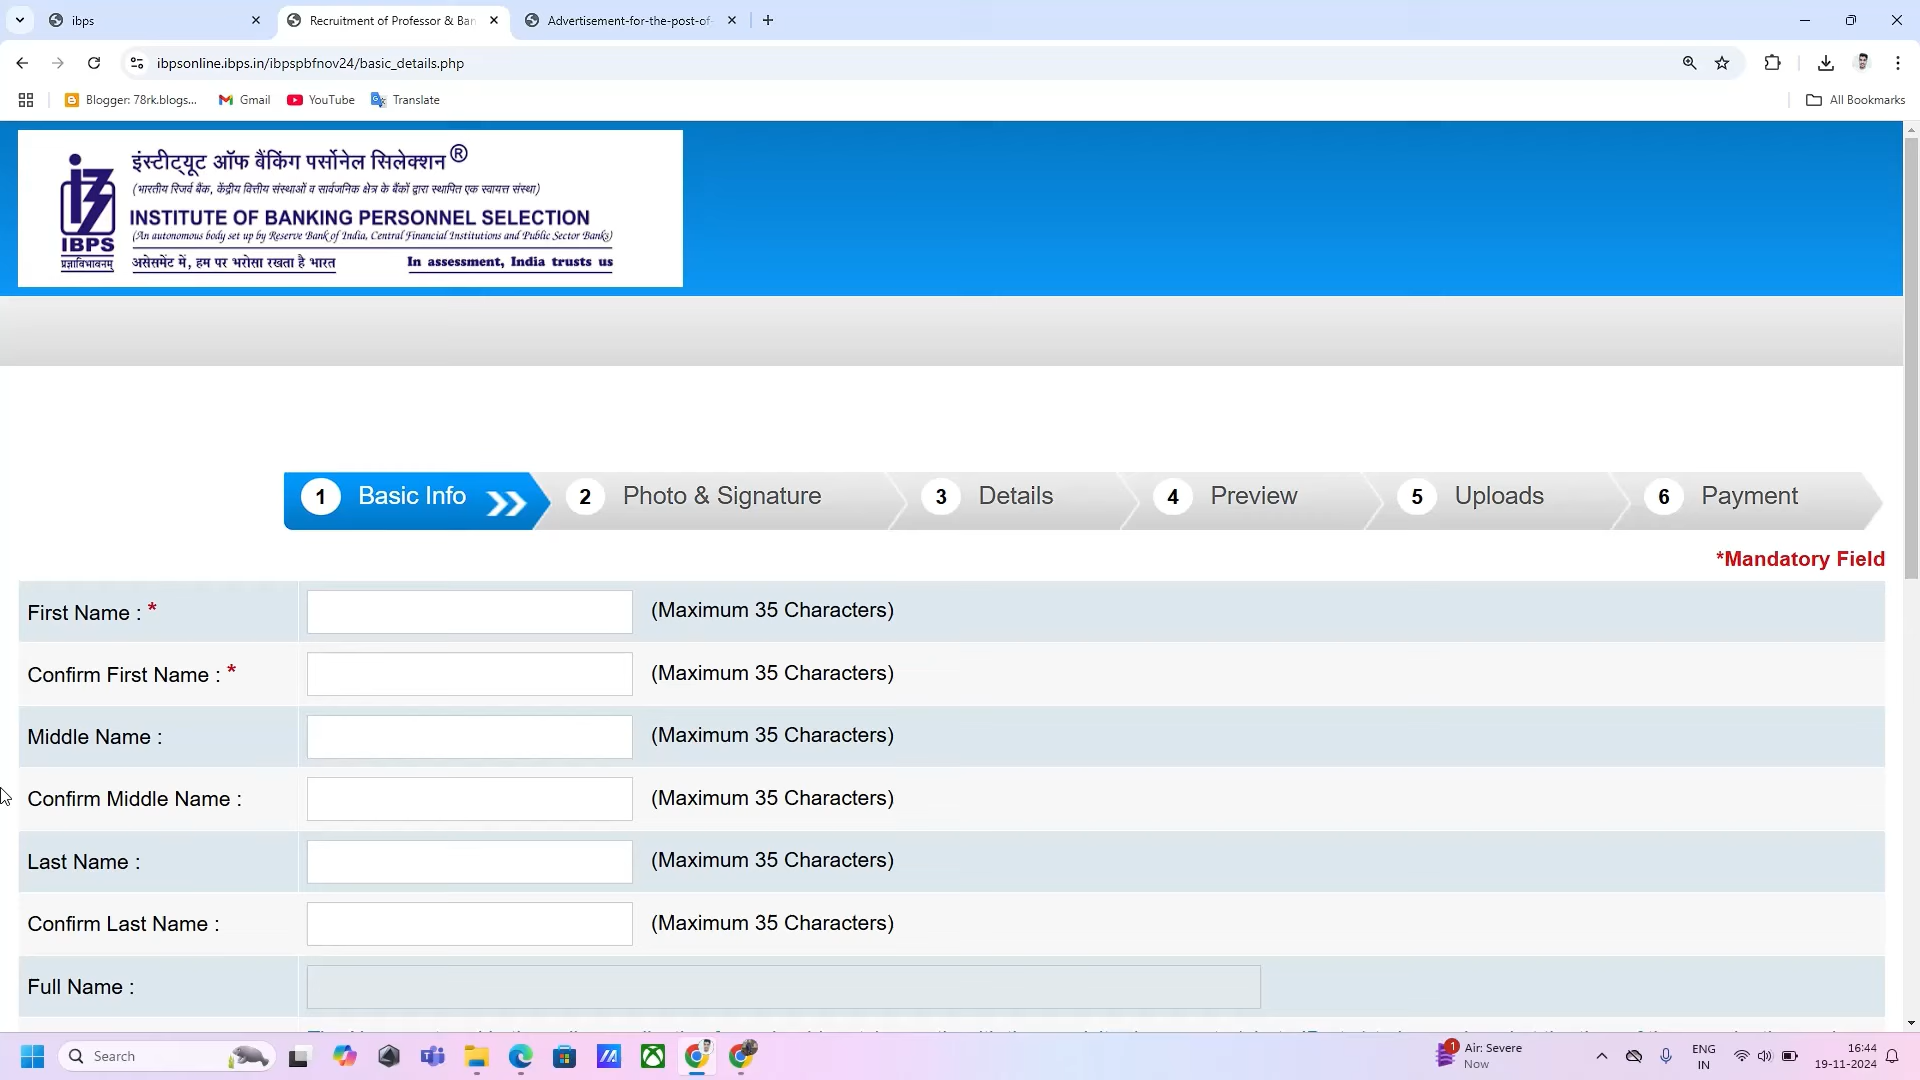 ibps
Recruitment of Professor & Ban
Advertisement-for-the-post-of-
ibpsonline.ibps.in/ibpspbfnov24/basic_details.php
Blogger: 78rk.blogs...
Gmail
YouTube
Translate
All Bookmarks
इंस्टीट्यूट ऑफ बैंकिंग पर्सोनेल सिलेक्शन®
(भारतीय रिजर्व बैंक, केंद्रीय वित्तीय संस्थाओं व सार्वजनिक क्षेत्र के बैंकों द्वारा स्थापित एक स्वायत्त संस्था)
INSTITUTE OF BANKING PERSONNEL SELECTION
(An autonomous body set up by Reserve Bank of India, Central Financial Institutions and Public Sector Banks)
IBPS
प्रज्ञाविभावनम्
असेसमेंट में, हम पर भरोसा रखता है भारत
In assessment, India trusts us
1 Basic Info
2 Photo & Signature
3 Details
4 Preview
5 Uploads
6 Payment
*Mandatory Field
First Name : *
(Maximum 35 Characters)
Confirm First Name : *
(Maximum 35 Characters)
Middle Name :
(Maximum 35 Characters)
Confirm Middle Name :
(Maximum 35 Characters)
Last Name :
(Maximum 35 Characters)
Confirm Last Name :
(Maximum 35 Characters)
Full Name :
Search
1
Air: Severe
Now
ENG
IN
16:44
19-11-2024